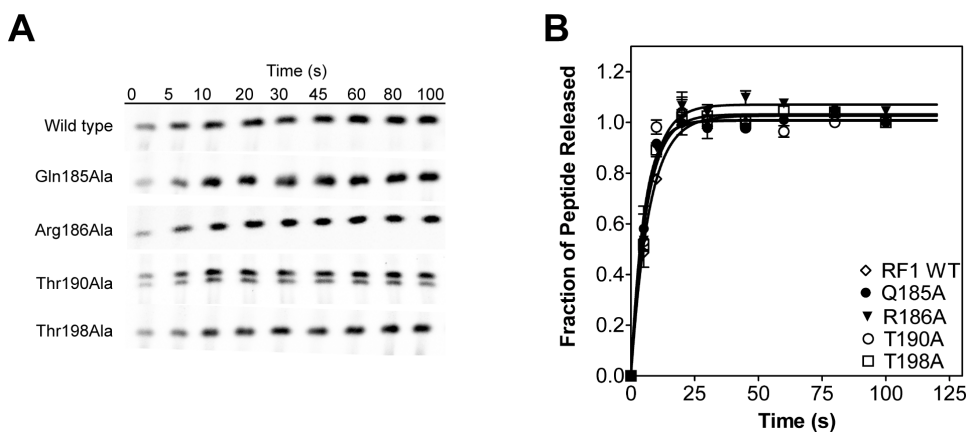 A
Time (s)
0 5 10 20 30 45 60 80 100
Wild type
Gln185Ala
Arg186Ala
Thr190Ala
Thr198Ala
B
Fraction of Peptide Released
1.2
1.0
0.8
0.6
0.4
0.2
0.0
RF1 WT
Q185A
R186A
T190A
T198A
0 25 50 75 100 125
Time (s)